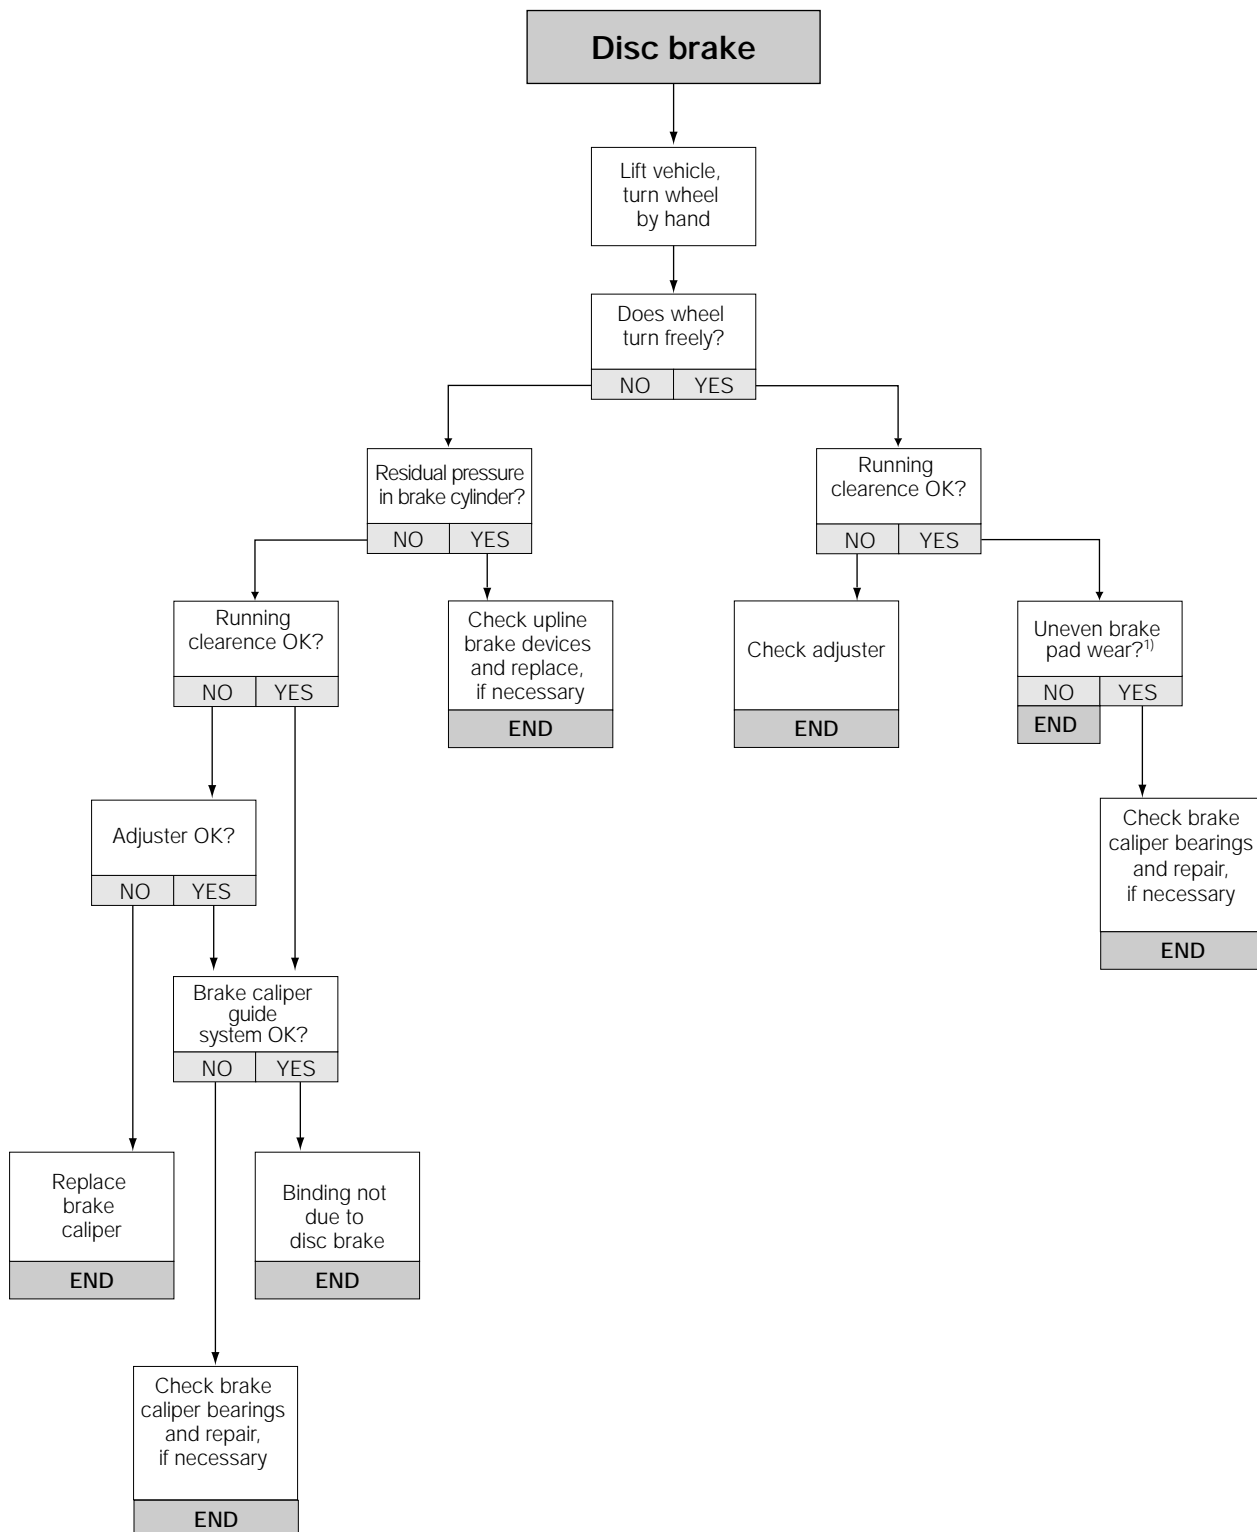 Disc brake
Lift vehicle,
turn wheel
by hand
Does wheel
turn freely?
NO YES
Residual pressure
in brake cylinder?
NO YES
Running
clearence OK?
NO YES
Running
clearence OK?
NO YES
Check upline
brake devices
and replace,
if necessary
END
Check adjuster
END
Uneven brake
pad wear?1)
NO YES
END
Adjuster OK?
NO YES
Check brake
caliper bearings
and repair,
if necessary
END
Brake caliper
guide
system OK?
NO YES
Replace
brake
caliper
END
Binding not
due to
disc brake
END
Check brake
caliper bearings
and repair,
if necessary
END